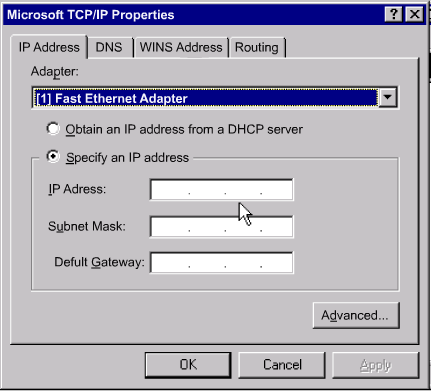 Microsoft TCP/IP Properties
IP Address DNS WINS Address Routing
Adapter:
[1] Fast Ethernet Adapter
Obtain an IP address from a DHCP server
Specify an IP address
IP Adress:
Subnet Mask:
Defult Gateway:
Advanced...
OK Cancel Apply